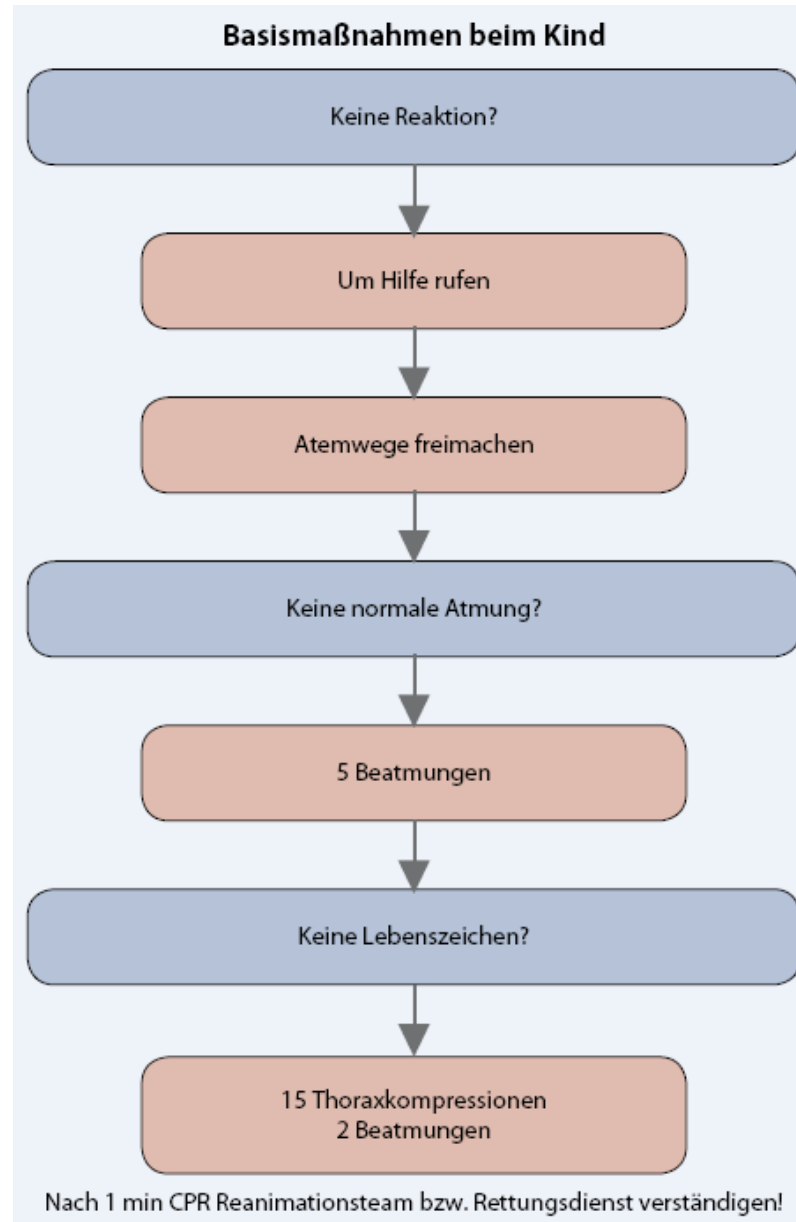 Basismaßnahmen beim Kind
Keine Reaktion?
Um Hilfe rufen
Atemwege freimachen
Keine normale Atmung?
5 Beatmungen
Keine Lebenszeichen?
15 Thoraxkompressionen
2 Beatmungen
Nach 1 min CPR Reanimationsteam bzw. Rettungsdienst verständigen!